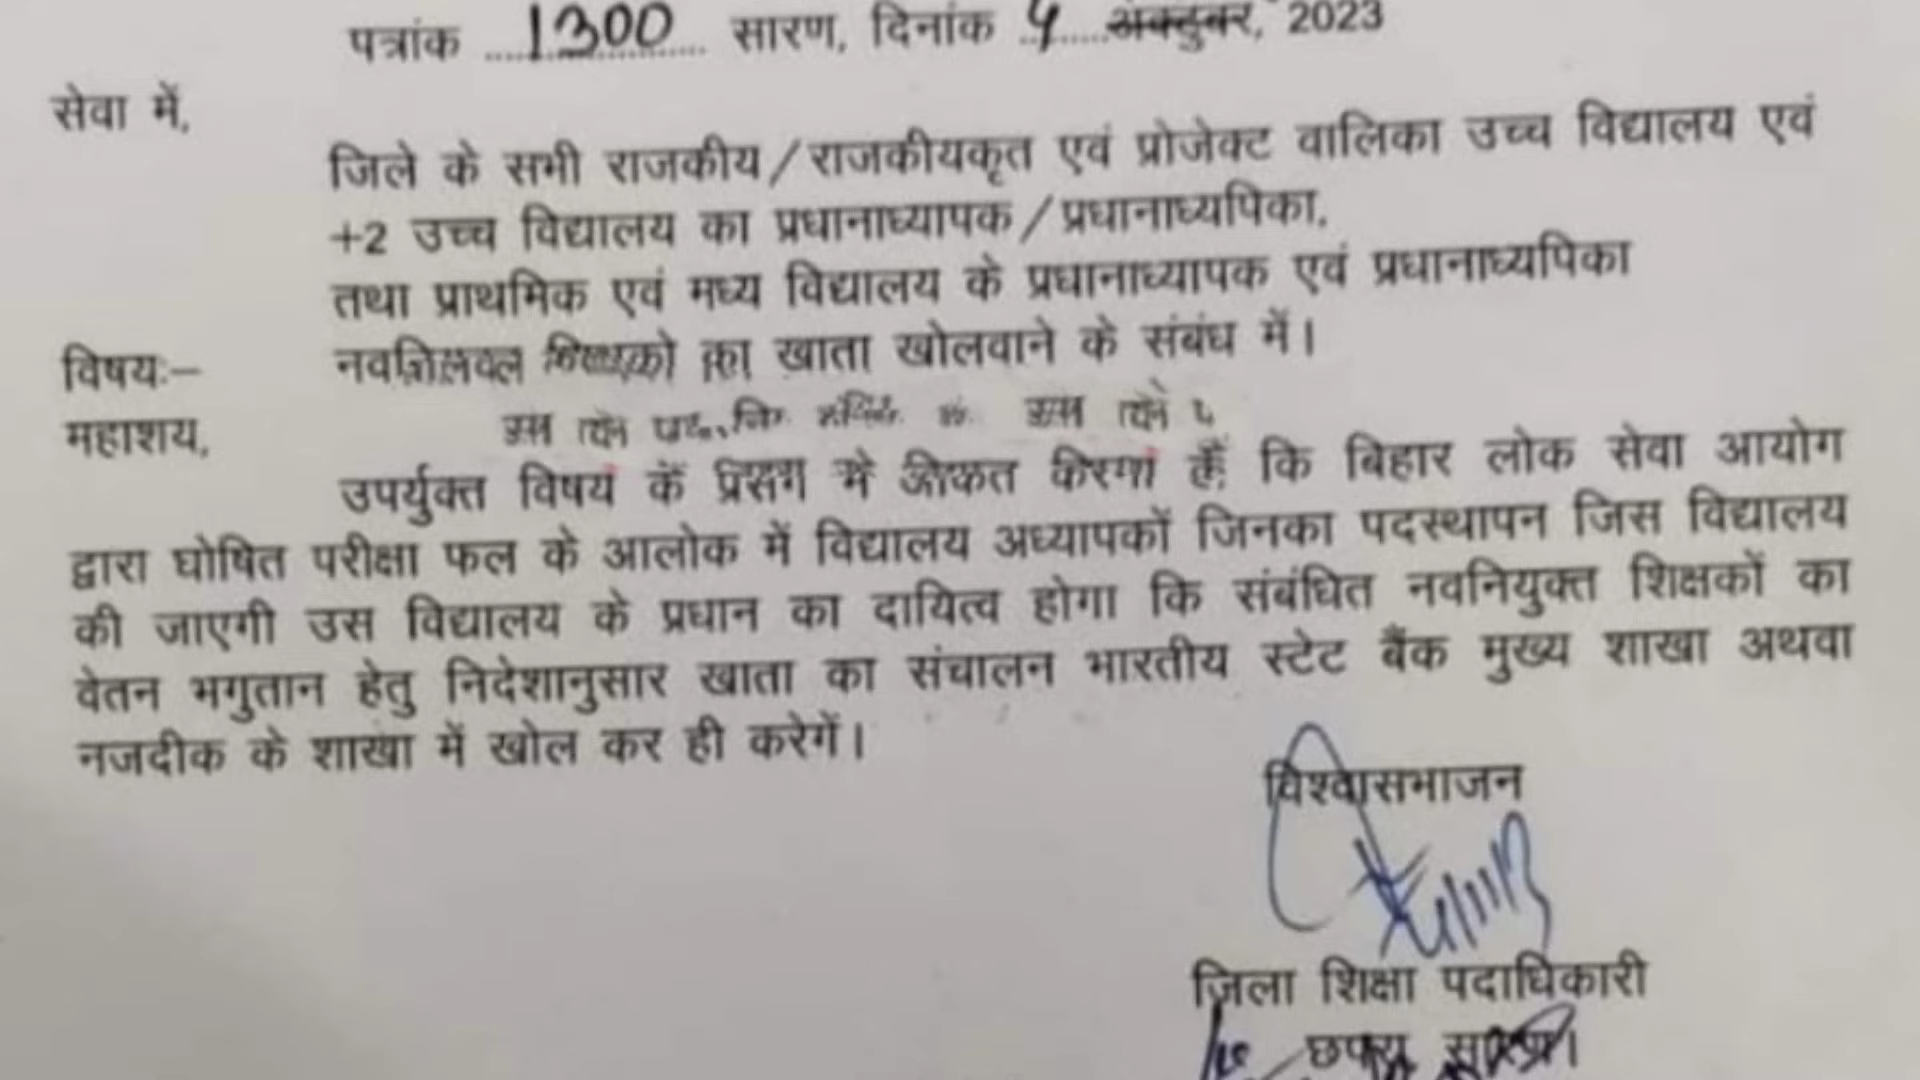 पत्रांक 1300 सारण, दिनांक 4 अक्टुबर, 2023
सेवा में,
जिले के सभी राजकीय/राजकीयकृत एवं प्रोजेक्ट वालिका उच्च विद्यालय एवं
+2 उच्च विद्यालय का प्रधानाध्यापक/प्रधानाध्यपिका,
तथा प्राथमिक एवं मध्य विद्यालय के प्रधानाध्यापक एवं प्रधानाध्यपिका
विषयः– का खाता खोलवाने के संबंध में।
महाशय,
उपर्युक्त विषय कें कि बिहार लोक सेवा आयोग
द्वारा घोषित परीक्षा फल के आलोक में विद्यालय अध्यापकों जिनका पदस्थापन जिस विद्यालय
की जाएगी उस विद्यालय के प्रधान का दायित्व होगा कि संबंधित नवनियुक्त शिक्षकों का
वेतन भगुतान हेतु निदेशानुसार खाता का संचालन भारतीय स्टेट बैंक मुख्य शाखा अथवा
नजदीक के शाखा में खोल कर ही करेगें।
विश्वासभाजन
जिला शिक्षा पदाधिकारी